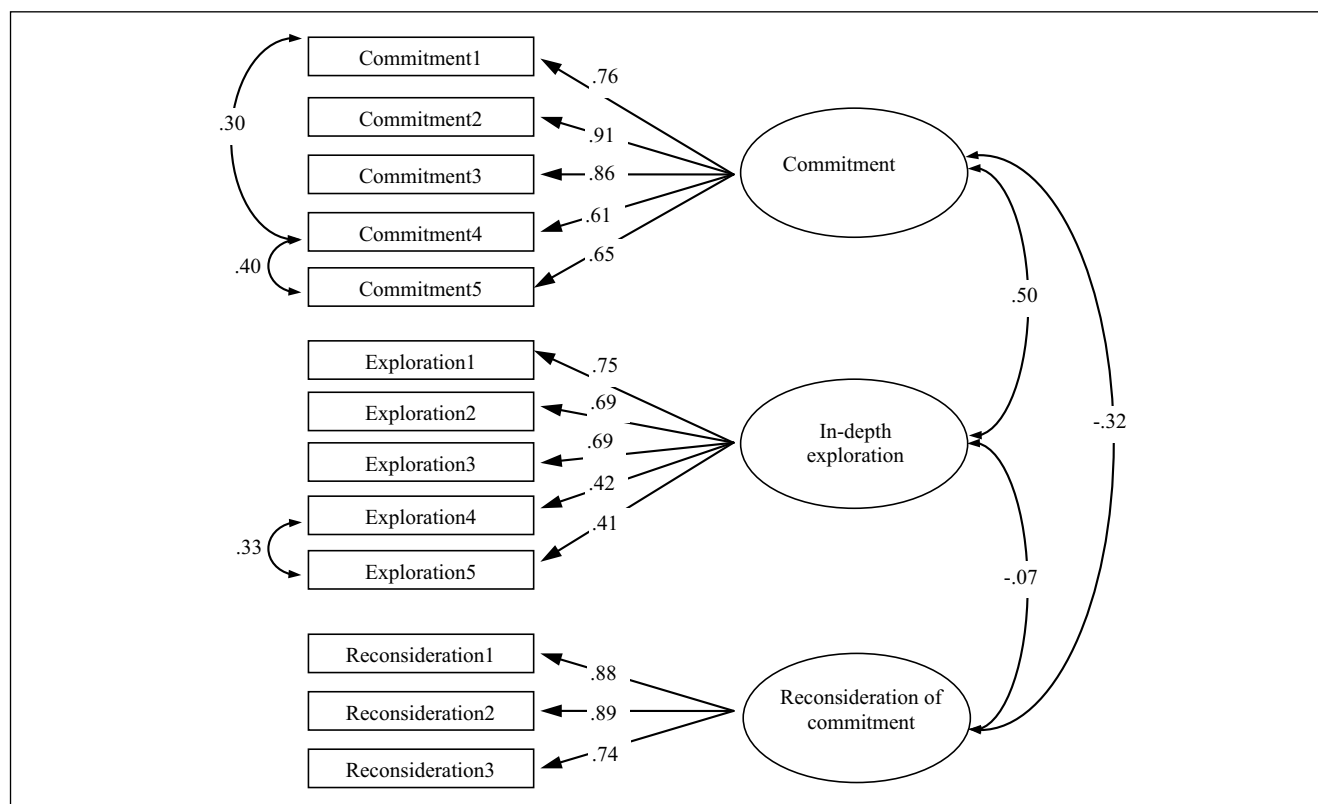 Commitment1
.76
Commitment2
.30
.91
Commitment
Commitment3
.86
Commitment4
.61
.40
.65
Commitment5
.50
Exploration1
.75
Exploration2
.69
-.32
In-depth
exploration
Exploration3
.69
.42
Exploration4
.41
.33
Exploration5
-.07
Reconsideration1
.88
Reconsideration of
commitment
Reconsideration2
.89
.74
Reconsideration3